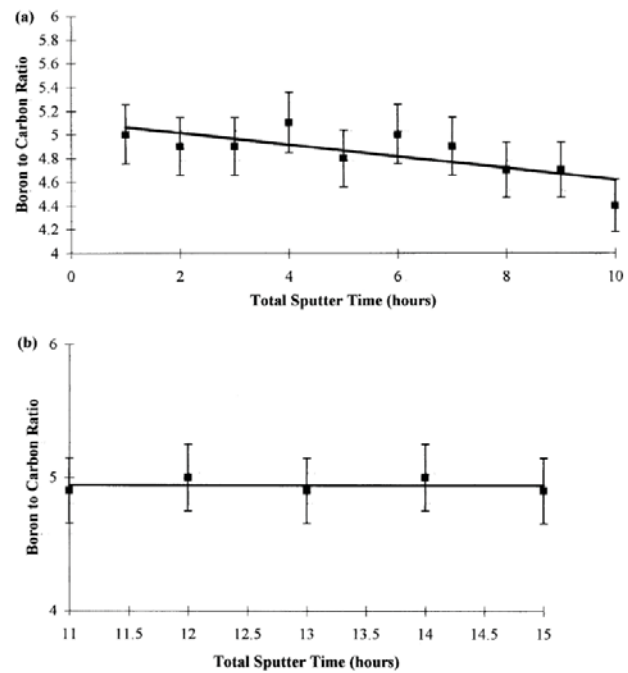 (a)
6
5.8
5.6
5.4
5.2
5
4.8
4.6
4.4
4.2
4
Boron to Carbon Ratio
0 2 4 6 8 10
Total Sputter Time (hours)
(b)
6
5
4
Boron to Carbon Ratio
11 11.5 12 12.5 13 13.5 14 14.5 15
Total Sputter Time (hours)